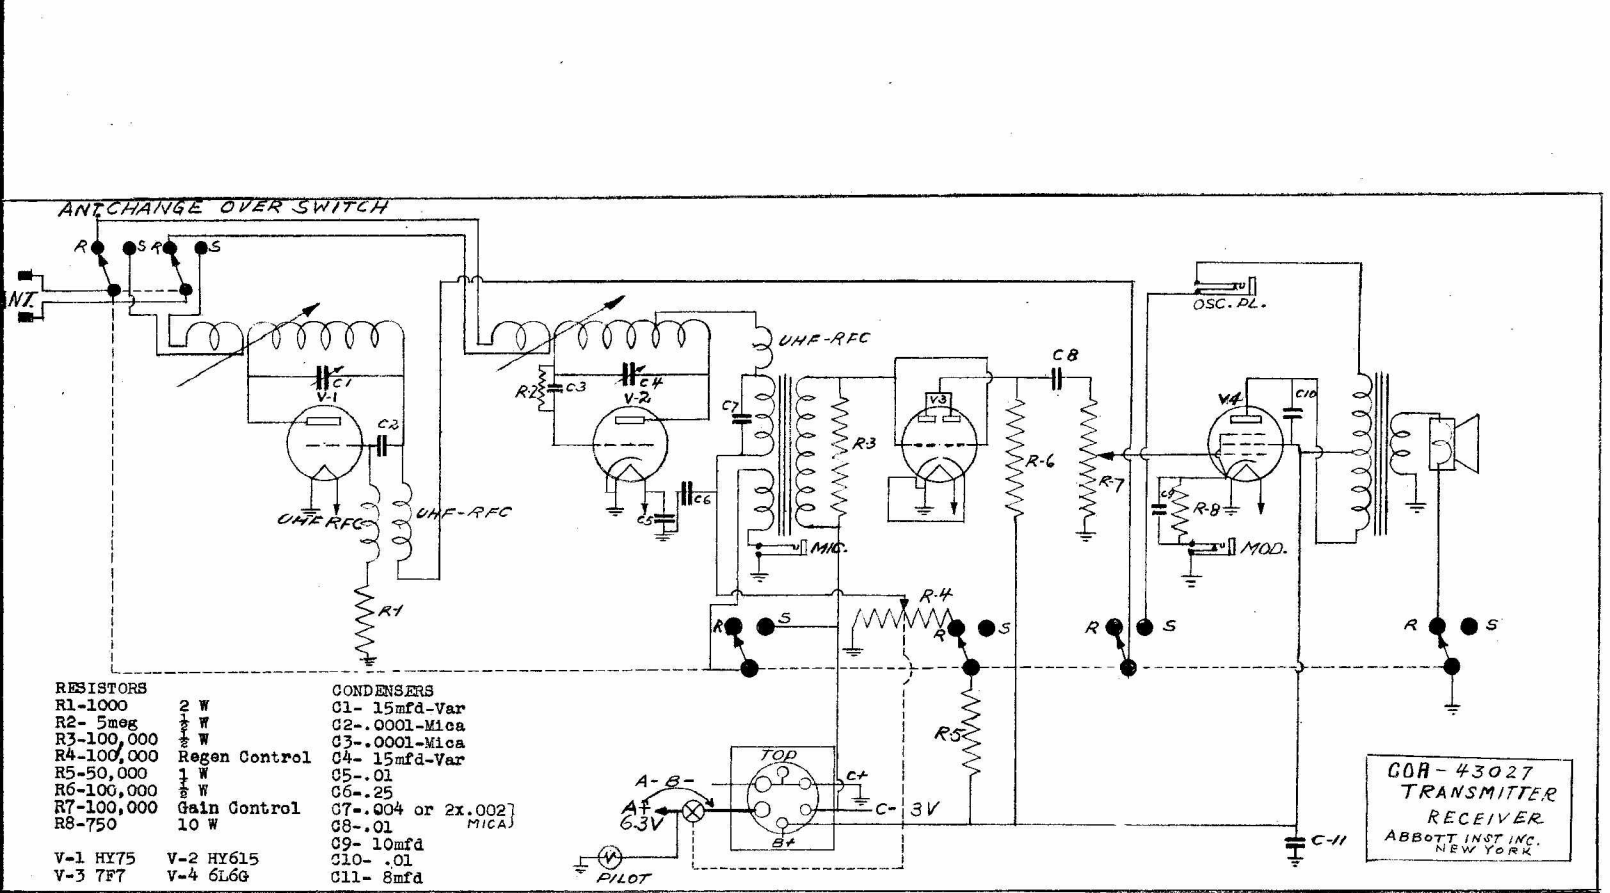 ANT. CHANGE OVER SWITCH
R S R S
ANT.
C1
V-1
C2
UHF RFC
UHF-RFC
R-1
R-2
C3
C4
V-2
C5
C6
C7
UHF-RFC
MIC.
R-3
V3
R-4
R-6
C8
R-7
OSC. PL.
V4
C10
C9
R-8
MOD.
R S
R S
R S
R S
R-5
TOP
A- B-
C+
A+
6.3V
C- 3V
B+
PILOT
C-11
RESISTORS
R1-1000 2 W
R2- 5meg ½ W
R3-100,000 ½ W
R4-100,000 Regen Control
R5-50,000 1 W
R6-100,000 ½ W
R7-100,000 Gain Control
R8-750 10 W
V-1 HY75 V-2 HY615
V-3 7F7 V-4 6L6G
CONDENSERS
C1- 15mfd-Var
C2-.0001-Mica
C3-.0001-Mica
C4- 15mfd-Var
C5-.01
C6-.25
C7-.004 or 2x.002]
MICA
C8-.01
C9- 10mfd
C10- .01
C11- 8mfd
- 43027
TRANSMITTER
RECEIVER
ABBOTT INST INC.
NEW YORK